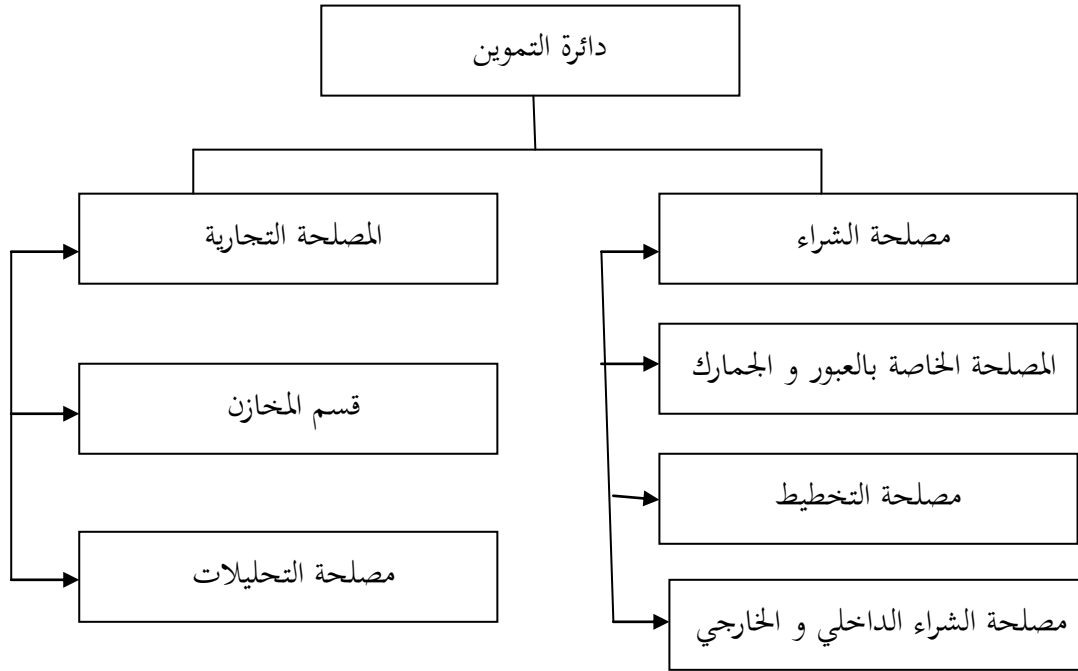 دائرة التموين
مصلحة الشراء
المصلحة التجارية
المصلحة الخاصة بالعبور و الجمارك
قسم المخازن
مصلحة التخطيط
مصلحة التحليلات
مصلحة الشراء الداخلي و الخارجي